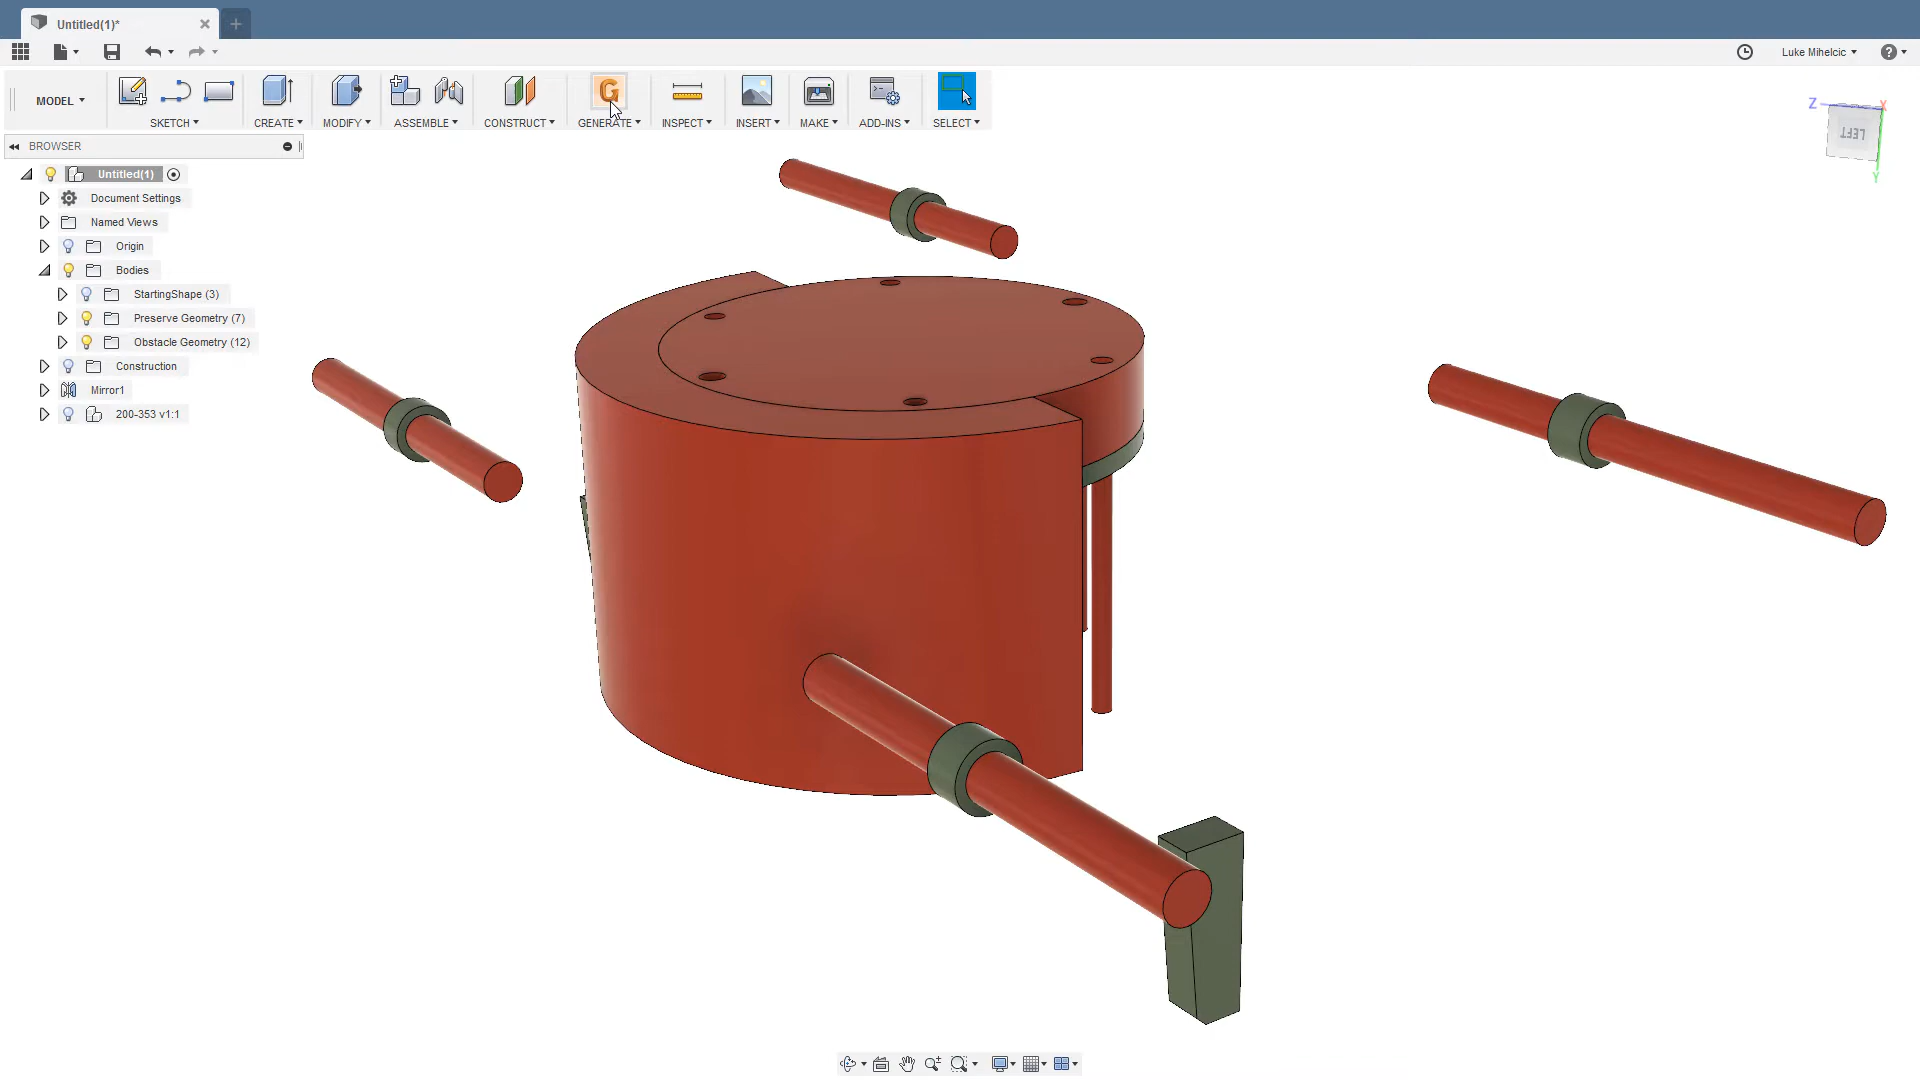 Untitled(1)*
Luke Mihelcic
MODEL
SKETCH
CREATE
MODIFY
ASSEMBLE
CONSTRUCT
G
GENERATE
INSPECT
INSERT
MAKE
ADD-INS
SELECT
BROWSER
Untitled(1)
Document Settings
Named Views
Origin
Bodies
StartingShape (3)
Preserve Geometry (7)
Obstacle Geometry (12)
Construction
Mirror1
200-353 v1:1
Z
X
LEFT
Y